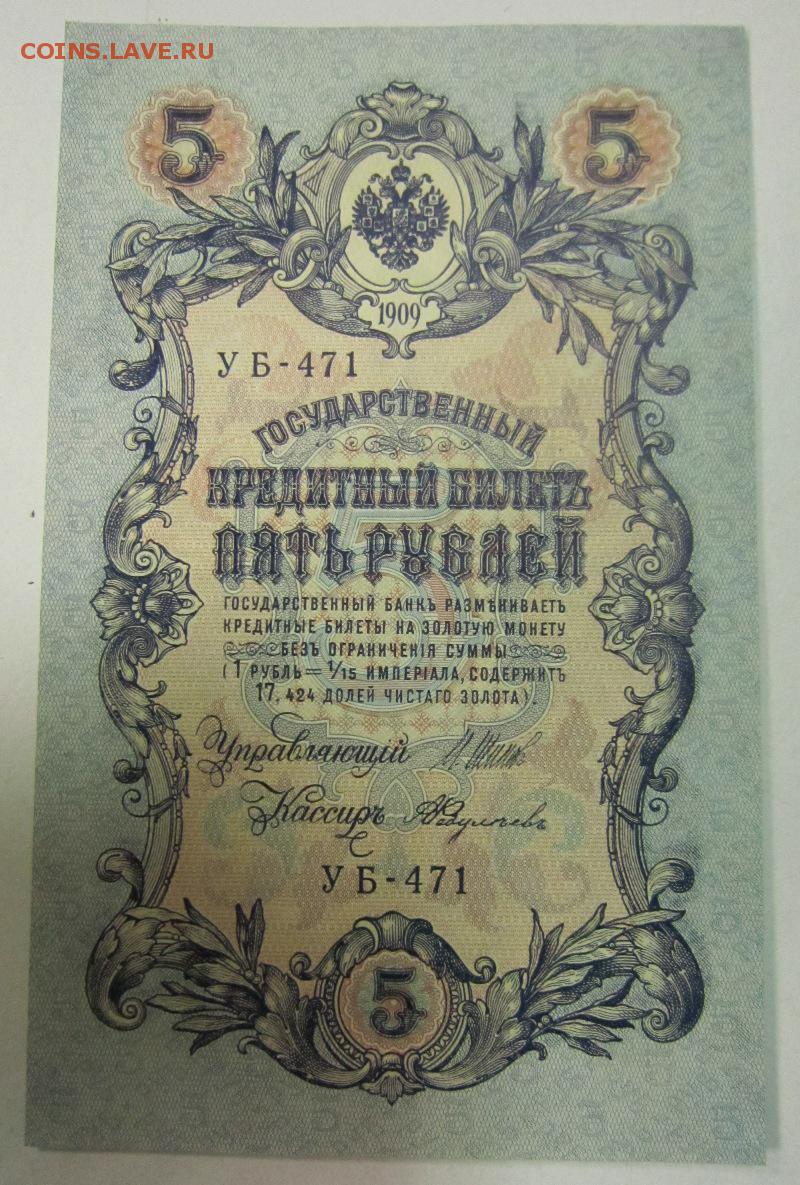 COINS.LAVE.RU
5 5
1909
УБ-471
ГОСУДАРСТВЕННЫЙ
КРЕДИТНЫЙ БИЛЕТЪ
ПЯТЬ РУБЛЕЙ
ГОСУДАРСТВЕННЫЙ БАНКЪ РАЗМѢНИВАЕТЪ
КРЕДИТНЫЕ БИЛЕТЫ НА ЗОЛОТУЮ МОНЕТУ
БЕЗЪ ОГРАНИЧЕНІЯ СУММЫ
(1 РУБЛЬ = 1/15 ИМПЕРІАЛА, СОДЕРЖИТЪ
17,424 ДОЛЕЙ ЧИСТАГО ЗОЛОТА).
Управляющій И. Шиповъ
Кассиръ
УБ-471
5